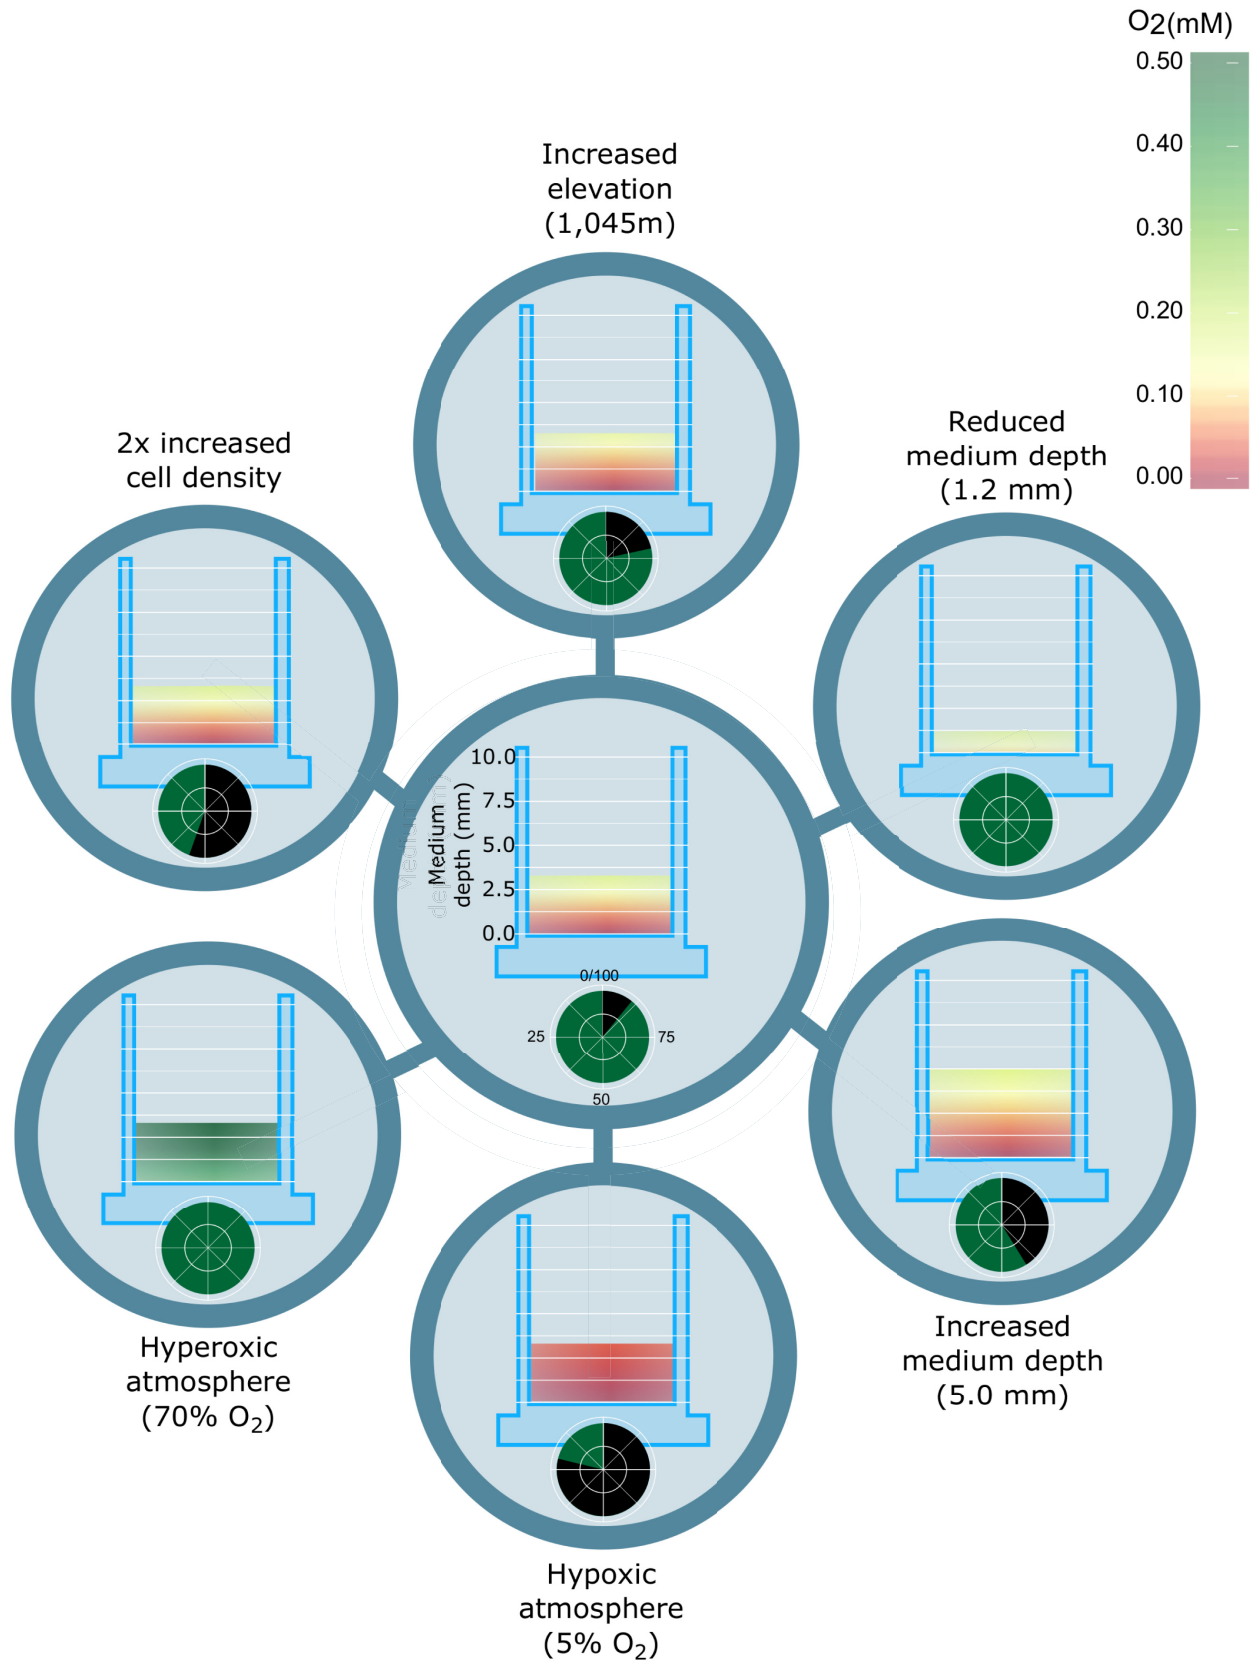 O2(mM)
0.50
0.40
0.30
0.20
0.10
0.00
Increased
elevation
(1,045m)
2x increased
cell density
Reduced
medium depth
(1.2 mm)
Medium
depth (mm)
10.0
7.5
5.0
2.5
0.0
0/100
25
75
50
Hyperoxic
atmosphere
(70% O₂)
Increased
medium depth
(5.0 mm)
Hypoxic
atmosphere
(5% O₂)